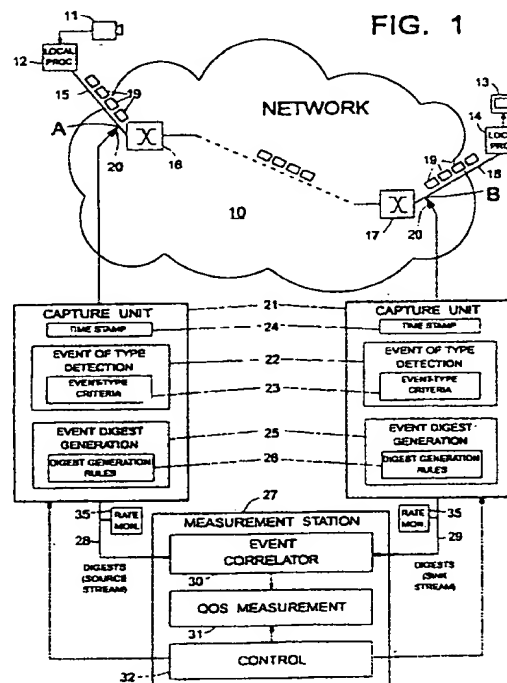 FIG. 1
11
12
LOCAL
PROC
15
19
A
20
16
NETWORK
10
13
14
LOCAL
PROC
19
18
17
20
B
CAPTURE UNIT
TIME STAMP
EVENT OF TYPE
DETECTION
EVENT-TYPE
CRITERIA
EVENT DIGEST
GENERATION
DIGEST GENERATION
RULES
21
24
22
23
25
26
CAPTURE UNIT
TIME STAMP
EVENT OF TYPE
DETECTION
EVENT-TYPE
CRITERIA
EVENT DIGEST
GENERATION
DIGEST GENERATION
RULES
27
35
RATE
MON.
28
35
RATE
MON.
29
MEASUREMENT STATION
EVENT
CORRELATOR
30
DIGESTS
(SOURCE
STREAM)
DIGESTS
(SINK
STREAM)
QOS MEASUREMENT
31
CONTROL
32